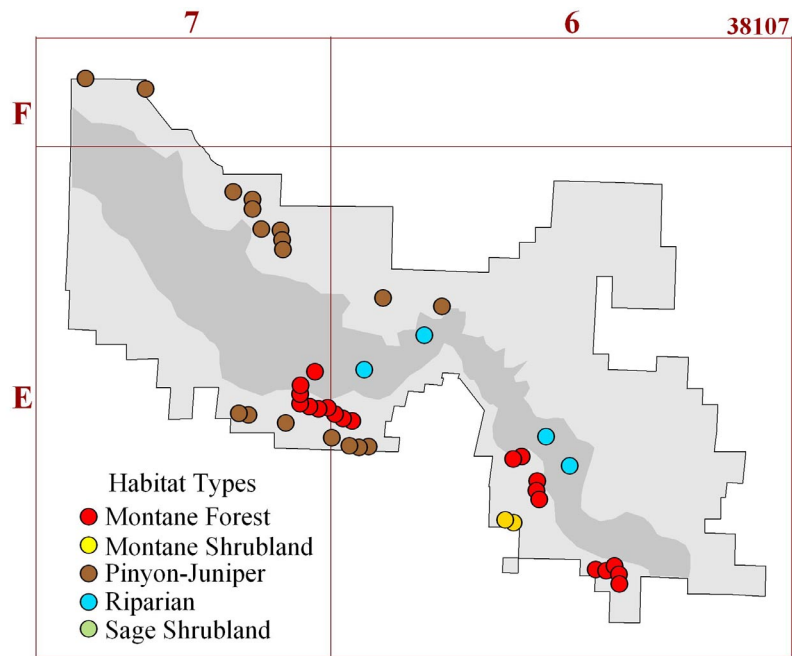 7
6
38107
F
E
Habitat Types
Montane Forest
Montane Shrubland
Pinyon-Juniper
Riparian
Sage Shrubland